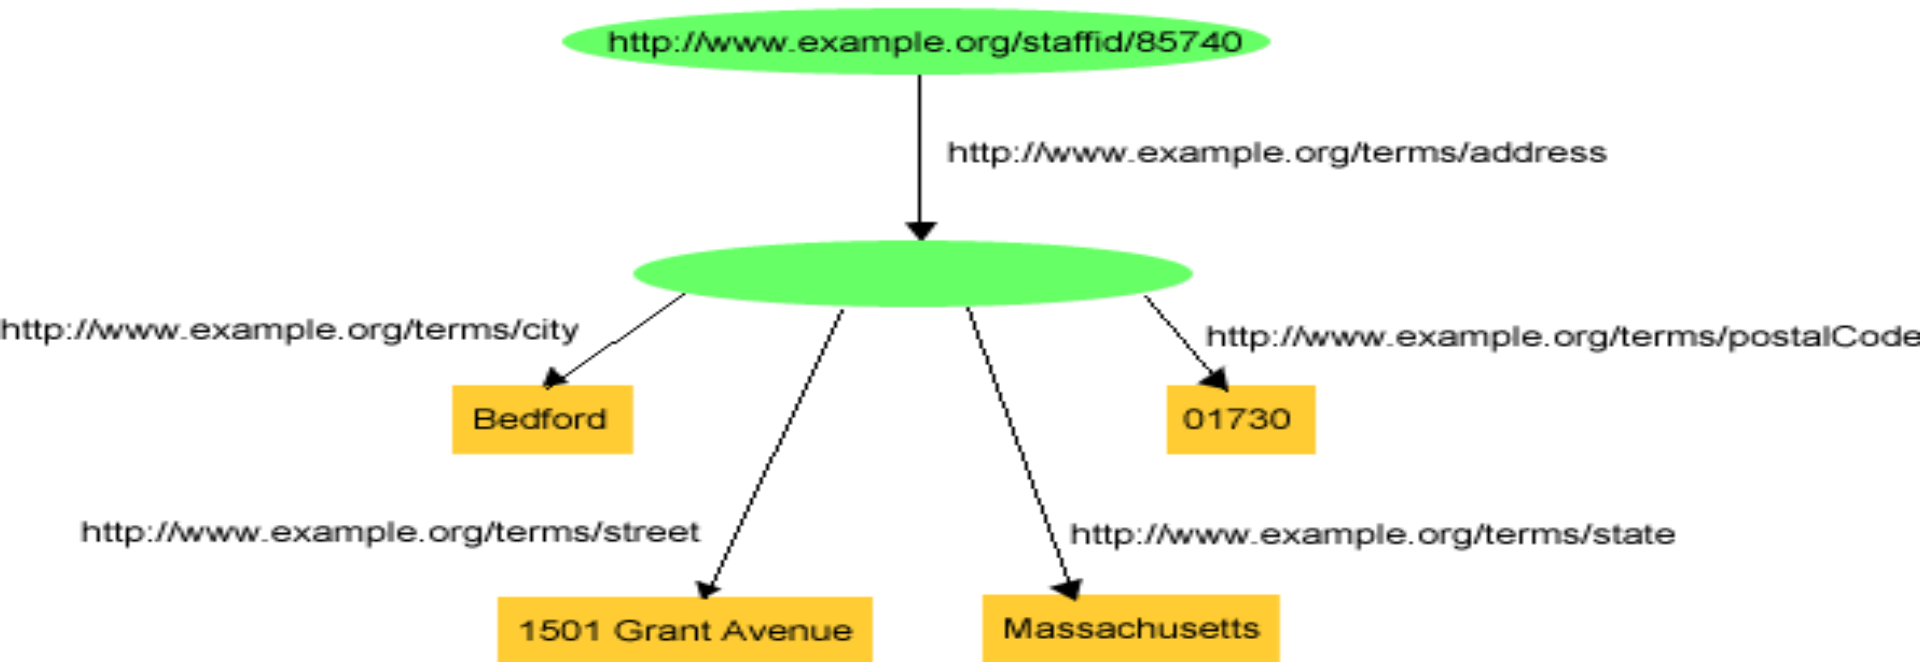 http://www.example.org/staffid/85740
http://www.example.org/terms/address
http://www.example.org/terms/city
http://www.example.org/terms/postalCode
Bedford
01730
http://www.example.org/terms/street
http://www.example.org/terms/state
1501 Grant Avenue
Massachusetts